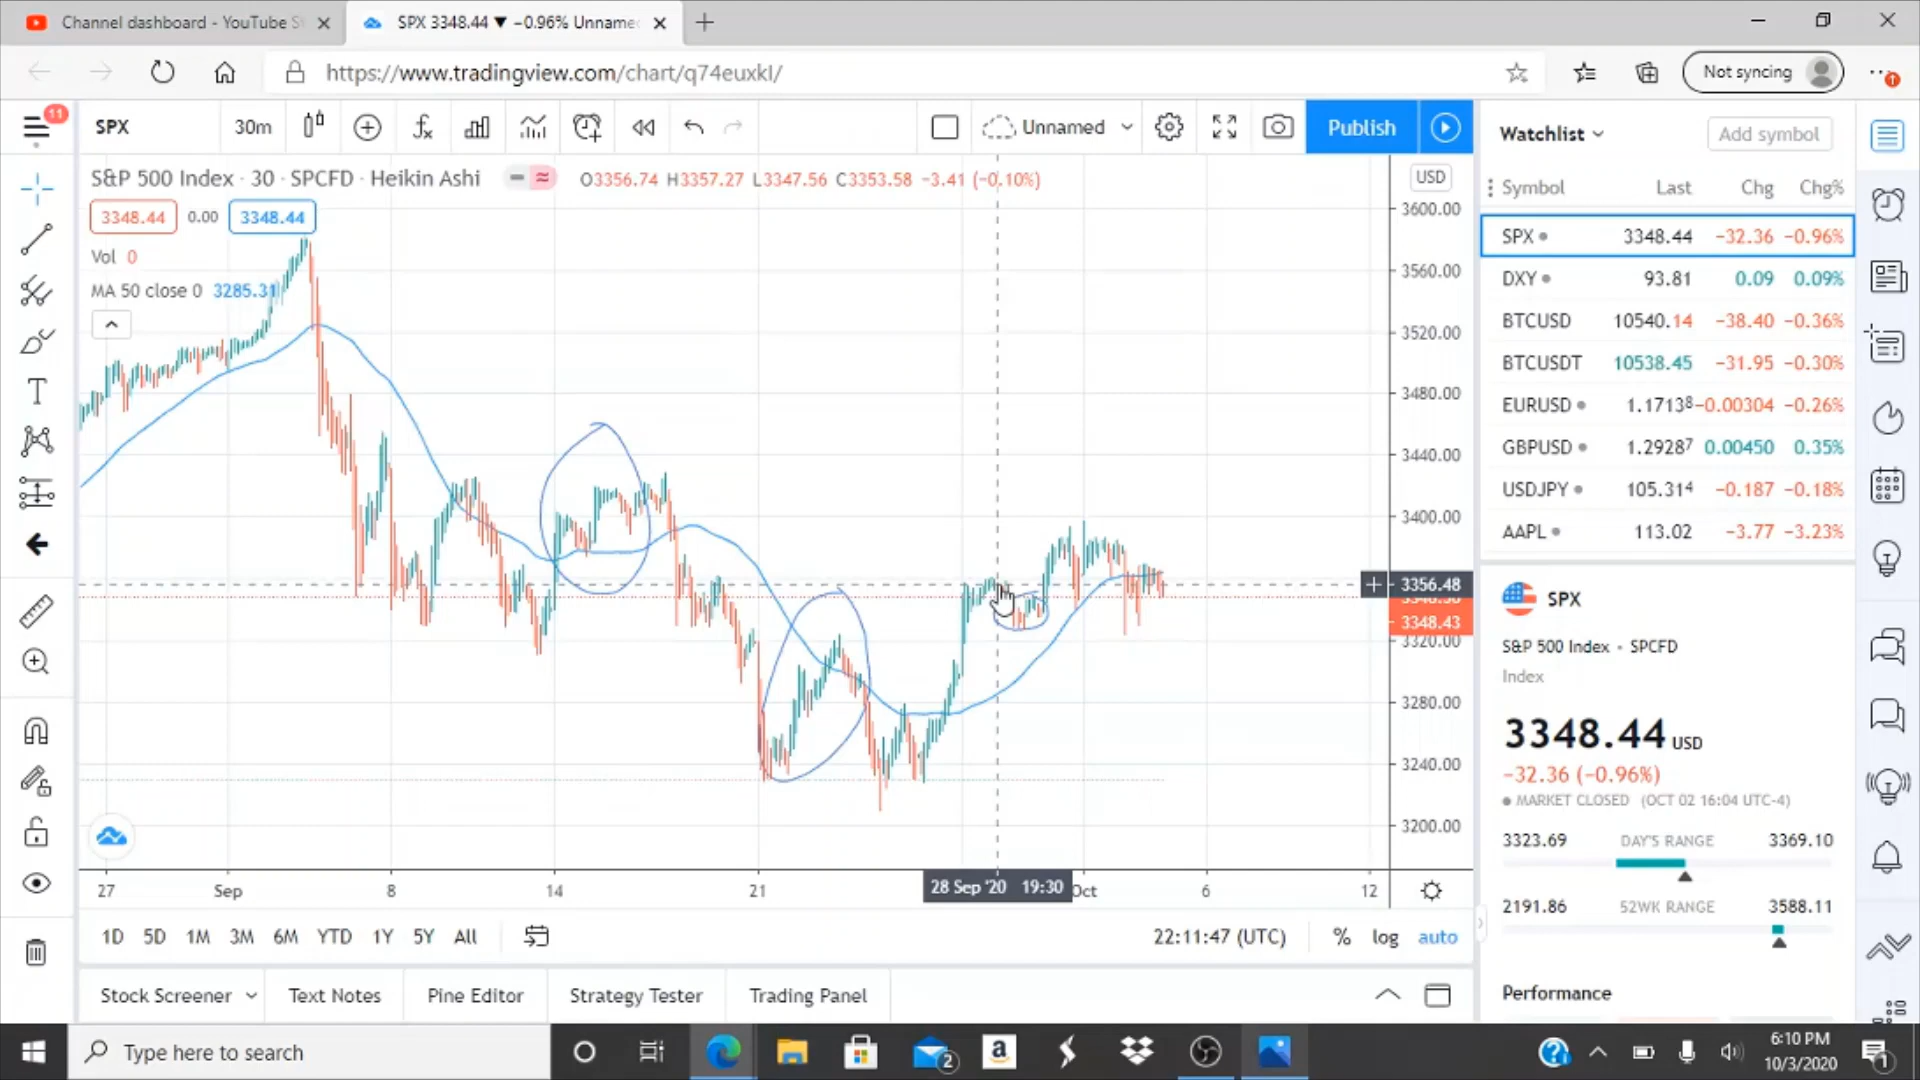 Channel dashboard - YouTube S
SPX 3348.44 ▼ −0.96% Unname
https://www.tradingview.com/chart/q74euxkI/
Not syncing
11
SPX
30m
Unnamed
Publish
Watchlist
Add symbol
S&P 500 Index · 30 · SPCFD · Heikin Ashi
O3356.74 H3357.27 L3347.56 C3353.58 −3.41 (−0.10%)
USD
3348.44 0.00 3348.44
Vol 0
MA 50 close 0 3285.31
3600.00
3560.00
3520.00
3480.00
3440.00
3400.00
3356.48
3348.43
3320.00
3280.00
3240.00
3200.00
27 Sep 8 14 21 28 Sep '20 19:30 Oct 6 12
Symbol Last Chg Chg%
SPX 3348.44 −32.36 −0.96%
DXY 93.81 0.09 0.09%
BTCUSD 10540.14 −38.40 −0.36%
BTCUSDT 10538.45 −31.95 −0.30%
EURUSD 1.17138 −0.00304 −0.26%
GBPUSD 1.29287 0.00450 0.35%
USDJPY 105.314 −0.187 −0.18%
AAPL 113.02 −3.77 −3.23%
SPX
S&P 500 Index • SPCFD
Index
3348.44 USD
−32.36 (−0.96%)
MARKET CLOSED (OCT 02 16:04 UTC-4)
3323.69 DAY'S RANGE 3369.10
2191.86 52WK RANGE 3588.11
Performance
1D 5D 1M 3M 6M YTD 1Y 5Y All
22:11:47 (UTC) % log auto
Stock Screener Text Notes Pine Editor Strategy Tester Trading Panel
Type here to search
2
a
6:10 PM
10/3/2020
1